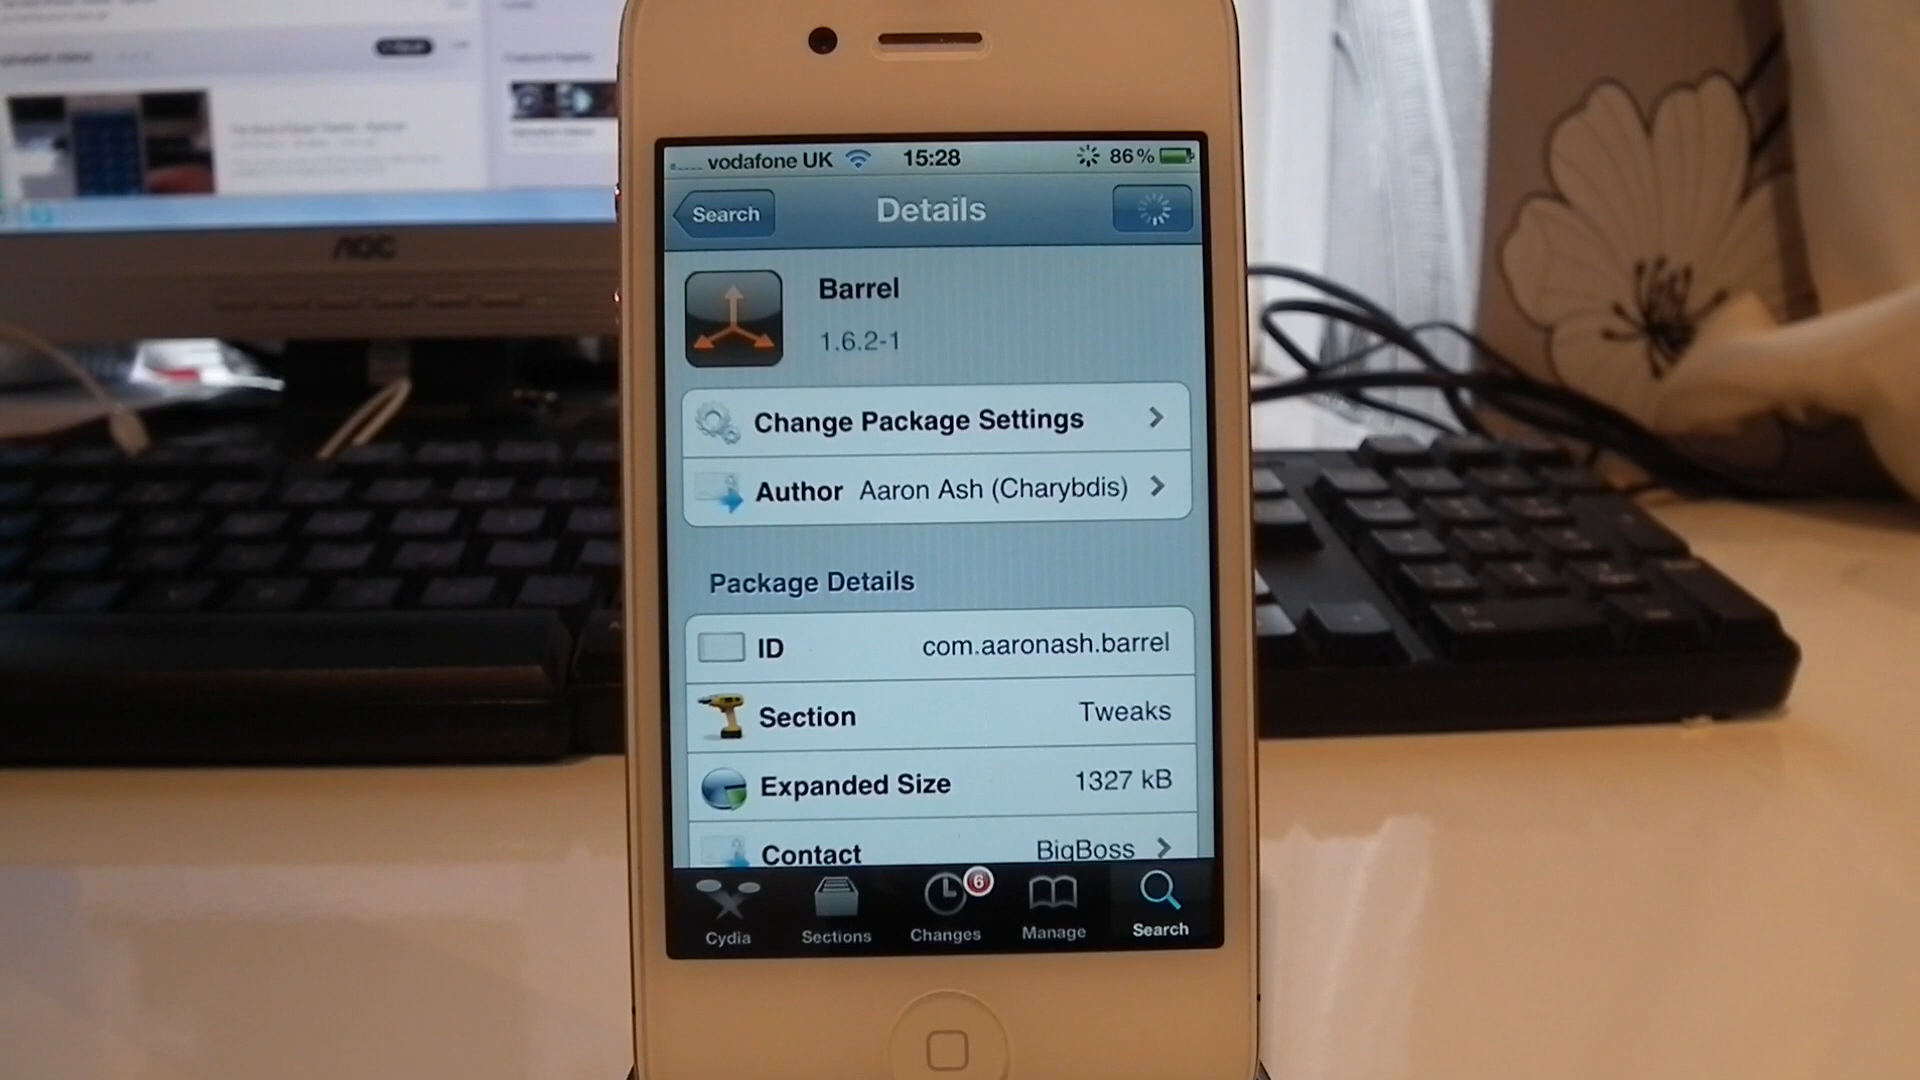 AOC
vodafone UK 15:28 86%
Search Details
Barrel
1.6.2-1
Change Package Settings
Author Aaron Ash (Charybdis)
Package Details
ID com.aaronash.barrel
Section Tweaks
Expanded Size 1327 kB
Contact BigBoss
6
Cydia Sections Changes Manage Search